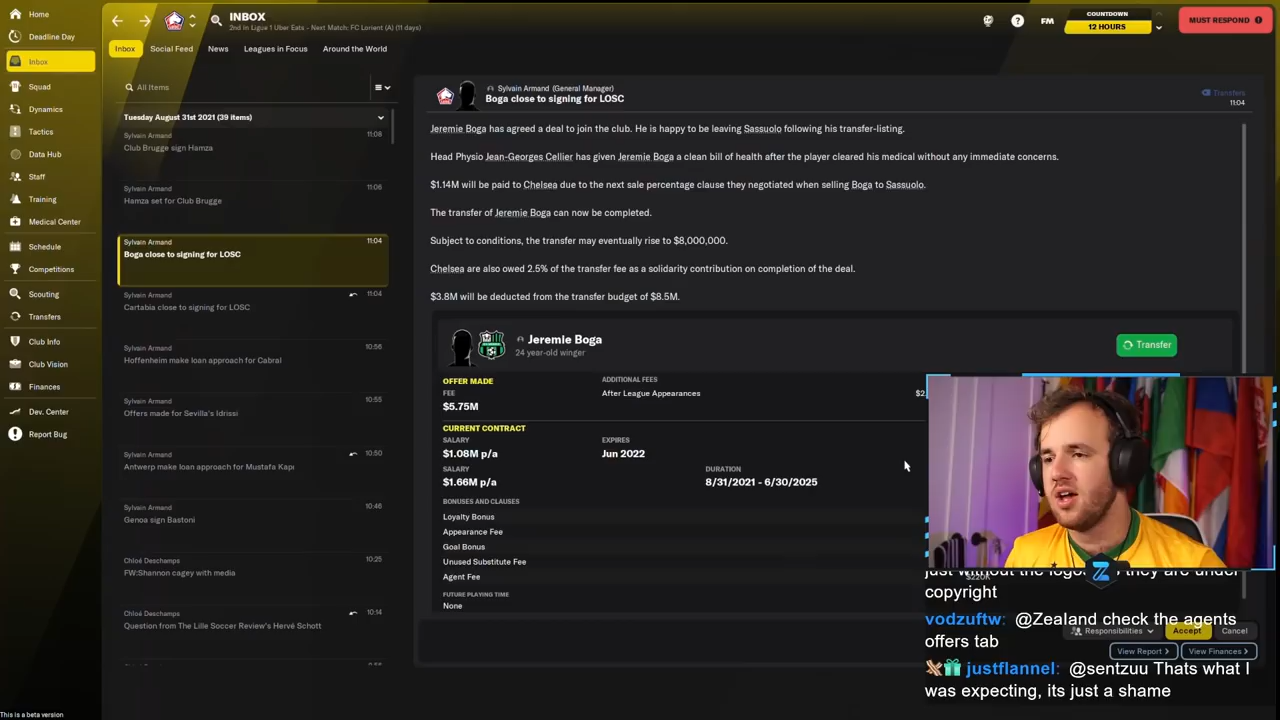 Home
Deadline Day
Inbox
Squad
Dynamics
Tactics
Data Hub
Staff
Training
Medical Center
Schedule
Competitions
Scouting
Transfers
Club Info
Club Vision
Finances
Dev. Center
Report Bug
This is a beta version
INBOX
2nd in Ligue 1 Uber Eats - Next Match: FC Lorient (A) (11 days)
FM
COUNTDOWN
12 HOURS
MUST RESPOND
Inbox Social Feed News Leagues in Focus Around the World
All Items
Tuesday August 31st 2021 (39 items)
Sylvain Armand 11:08
Club Brugge sign Hamza
Sylvain Armand 11:06
Hamza set for Club Brugge
Sylvain Armand 11:04
Boga close to signing for LOSC
Sylvain Armand 11:04
Cartabia close to signing for LOSC
Sylvain Armand 10:56
Hoffenheim make loan approach for Cabral
Sylvain Armand 10:55
Offers made for Sevilla's Idrissi
Sylvain Armand 10:50
Antwerp make loan approach for Mustafa Kapı
Sylvain Armand 10:46
Genoa sign Bastoni
Chloé Deschamps 10:25
FW:Shannon cagey with media
Chloé Deschamps 10:14
Question from The Lille Soccer Review's Hervé Schott
Sylvain Armand (General Manager)
Boga close to signing for LOSC
Transfers
11:04
Jeremie Boga has agreed a deal to join the club. He is happy to be leaving Sassuolo following his transfer-listing.
Head Physio Jean-Georges Cellier has given Jeremie Boga a clean bill of health after the player cleared his medical without any immediate concerns.
$1.14M will be paid to Chelsea due to the next sale percentage clause they negotiated when selling Boga to Sassuolo.
The transfer of Jeremie Boga can now be completed.
Subject to conditions, the transfer may eventually rise to $8,000,000.
Chelsea are also owed 2.5% of the transfer fee as a solidarity contribution on completion of the deal.
$3.8M will be deducted from the transfer budget of $8.5M.
Jeremie Boga
24 year-old winger
Transfer
OFFER MADE
FEE
$5.75M
ADDITIONAL FEES
After League Appearances $2
CURRENT CONTRACT
SALARY
$1.08M p/a
EXPIRES
Jun 2022
SALARY
$1.66M p/a
DURATION
8/31/2021 - 6/30/2025
BONUSES AND CLAUSES
Loyalty Bonus
Appearance Fee
Goal Bonus
Unused Substitute Fee
Agent Fee
$220K
FUTURE PLAYING TIME
None
Responsibilities Accept Cancel
View Report > View Finances >
just without the logos they are under
copyright
vodzuftw: @Zealand check the agents
offers tab
justflannel: @sentzuu Thats what I
was expecting, its just a shame